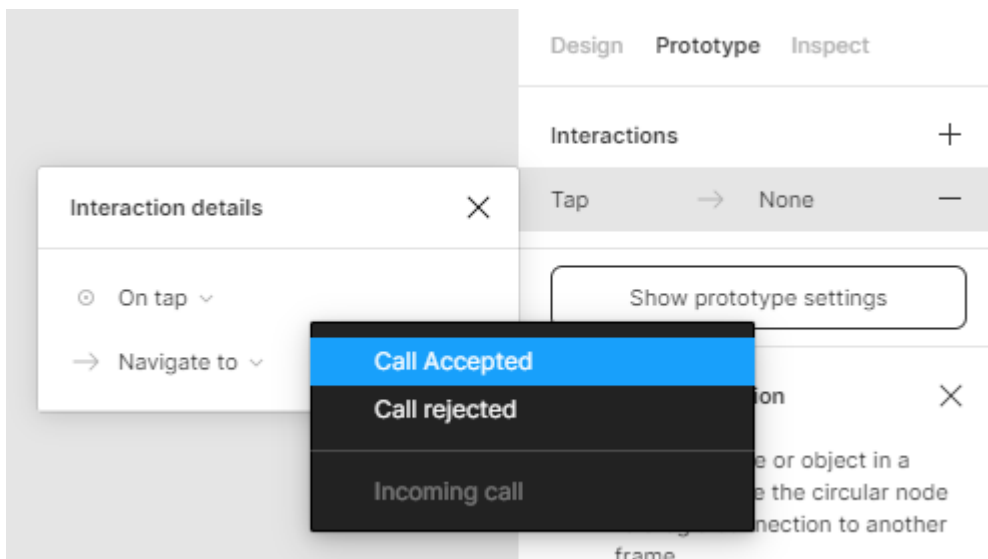 Design Prototype Inspect
Interactions
Tap → None
Interaction details
On tap
→ Navigate to
Call Accepted
Call rejected
Incoming call
Show prototype settings
ion
e or object in a
e the circular node
nection to another
frame